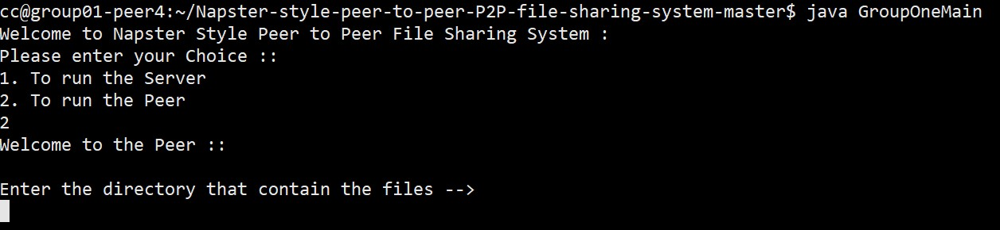 cc@group01-peer4:~/Napster-style-peer-to-peer-P2P-file-sharing-system-master$ java GroupOneMain
Welcome to Napster Style Peer to Peer File Sharing System :
Please enter your Choice ::
1. To run the Server
2. To run the Peer
2
Welcome to the Peer ::
Enter the directory that contain the files -->